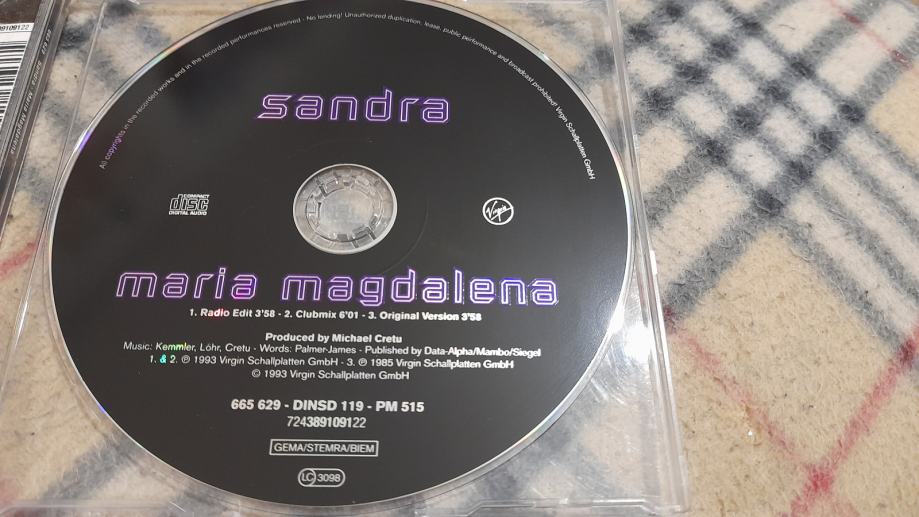 All copyrights in the recorded works and in the recorded performances reserved - No lending! Unauthorized duplication, lease, public performance and broadcast prohibited! Virgin Schallplatten GmbH
sandra
COMPACT
disc
DIGITAL AUDIO
Virgin
maria magdalena
1. Radio Edit 3'58 - 2. Clubmix 6'01 - 3. Original Version 3'58
Produced by Michael Cretu
Music: Kemmler, Löhr, Cretu - Words: Palmer-James - Published by Data-Alpha/Mambo/Siegel
1. & 2. ℗ 1993 Virgin Schallplatten GmbH - 3. ℗ 1985 Virgin Schallplatten GmbH
© 1993 Virgin Schallplatten GmbH
665 629 - DINSD 119 - PM 515
724389109122
GEMA/STEMRA/BIEM
LC 3098